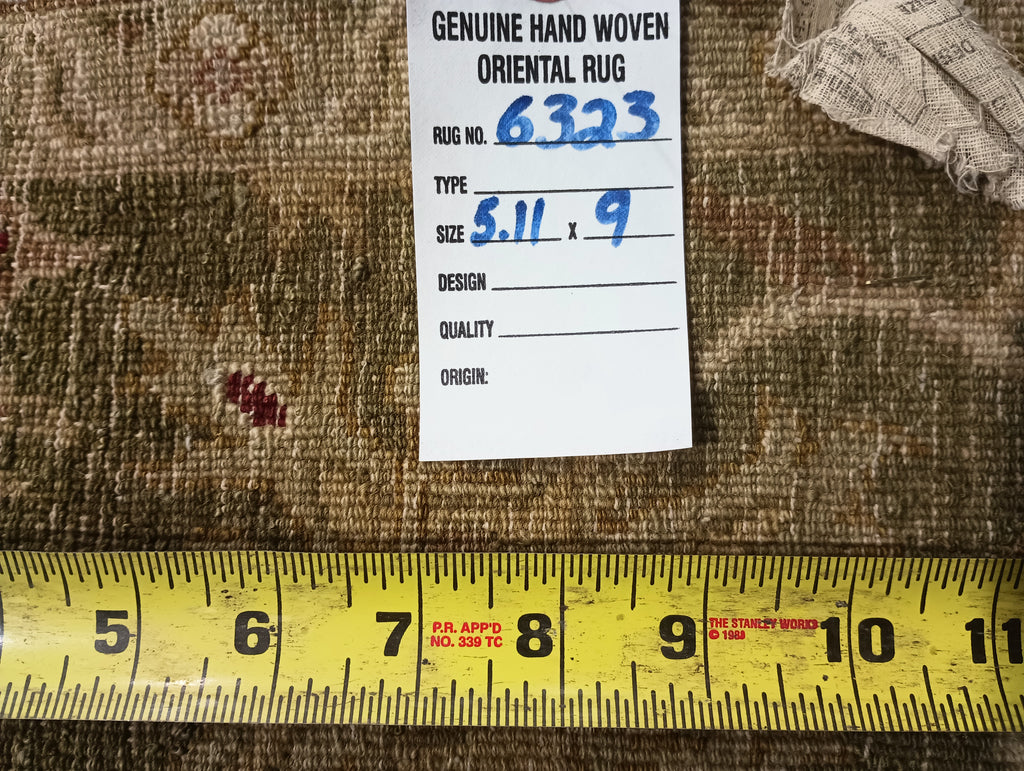 GENUINE HAND WOVEN
ORIENTAL RUG
RUG NO. 6323
TYPE
SIZE 5.11 X 9
DESIGN
QUALITY
ORIGIN:
5 6 7 8 9 10 11
P.R. APP'D
NO. 339 TC
THE STANLEY WORKS
© 1989